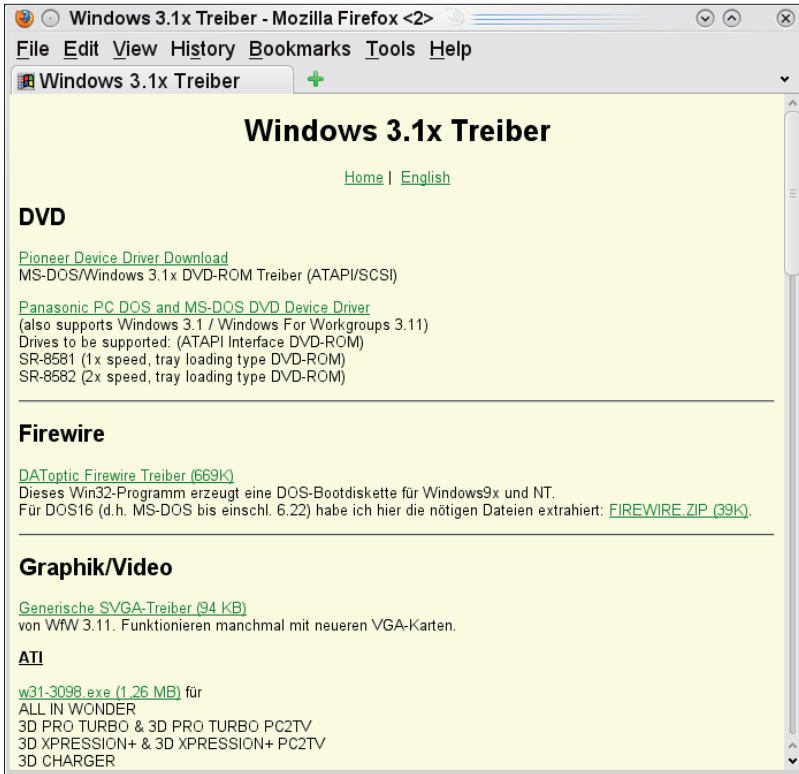 Windows 3.1x Treiber - Mozilla Firefox <2>
File Edit View History Bookmarks Tools Help
Windows 3.1x Treiber
Windows 3.1x Treiber
Home | English
DVD
Pioneer Device Driver Download
MS-DOS/Windows 3.1x DVD-ROM Treiber (ATAPI/SCSI)
Panasonic PC DOS and MS-DOS DVD Device Driver
(also supports Windows 3.1 / Windows For Workgroups 3.11)
Drives to be supported: (ATAPI Interface DVD-ROM)
SR-8581 (1x speed, tray loading type DVD-ROM)
SR-8582 (2x speed, tray loading type DVD-ROM)
Firewire
DAToptic Firewire Treiber (669K)
Dieses Win32-Programm erzeugt eine DOS-Bootdiskette für Windows9x und NT.
Für DOS16 (d.h. MS-DOS bis einschl. 6.22) habe ich hier die nötigen Dateien extrahiert: FIREWIRE.ZIP (39K).
Graphik/Video
Generische SVGA-Treiber (94 KB)
von WfW 3.11. Funktionieren manchmal mit neueren VGA-Karten.
ATI
w31-3098.exe (1,26 MB) für
ALL IN WONDER
3D PRO TURBO & 3D PRO TURBO PC2TV
3D XPRESSION+ & 3D XPRESSION+ PC2TV
3D CHARGER